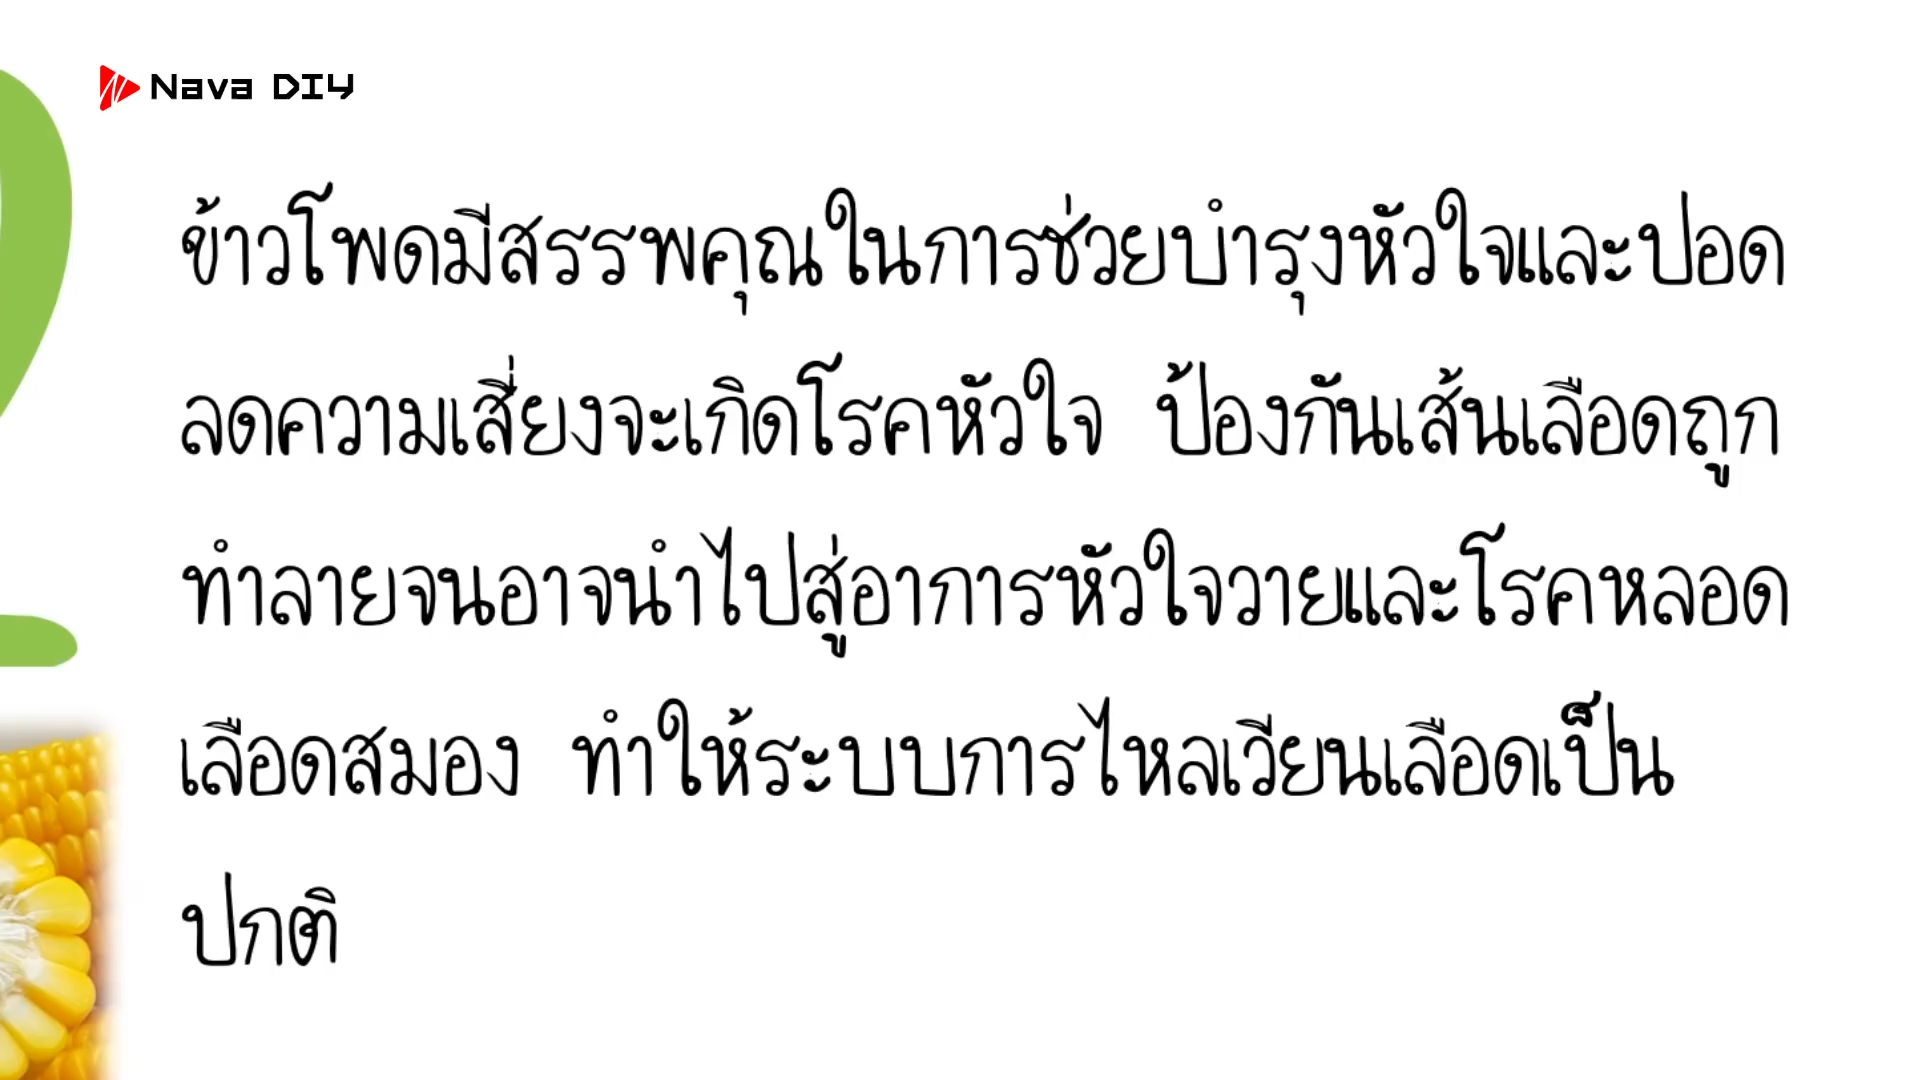 Nava DIY
ข้าวโพดมีสรรพคุณในการช่วยบำรุงหัวใจและปอด
ลดความเสี่ยงจะเกิดโรคหัวใจ ป้องกันเส้นเลือดถูก
ทำลายจนอาจนำไปสู่อาการหัวใจวายและโรคหลอด
เลือดสมอง ทำให้ระบบการไหลเวียนเลือดเป็น
ปกติ